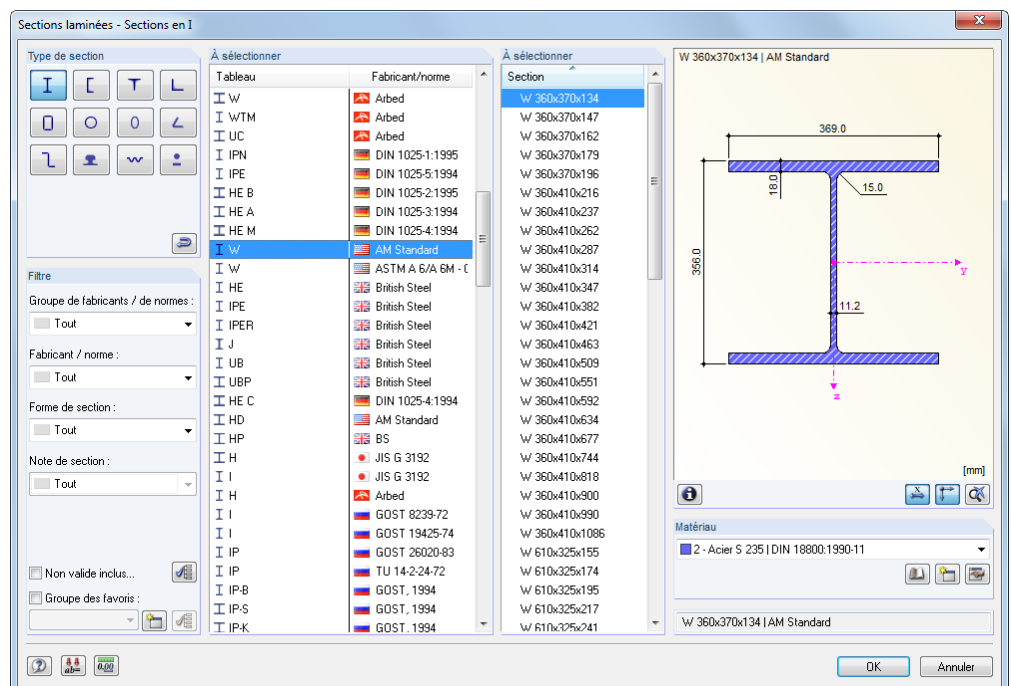 Sections laminées - Sections en I
Type de section
Filtre
Groupe de fabricants / de normes :
Tout
Fabricant / norme :
Tout
Forme de section :
Tout
Note de section :
Tout
Non valide inclus...
Groupe des favoris :
À sélectionner
Tableau Fabricant/norme
W Arbed
WTM Arbed
UC Arbed
IPN DIN 1025-1:1995
IPE DIN 1025-5:1994
HE B DIN 1025-2:1995
HE A DIN 1025-3:1994
HE M DIN 1025-4:1994
W AM Standard
W ASTM A 6/A 6M - (
HE British Steel
IPE British Steel
IPER British Steel
J British Steel
UB British Steel
UBP British Steel
HE C DIN 1025-4:1994
HD AM Standard
HP BS
H JIS G 3192
I JIS G 3192
H Arbed
I GOST 8239-72
I GOST 19425-74
IP GOST 26020-83
IP TU 14-2-24-72
IP-B GOST, 1994
IP-S GOST, 1994
IP-K GOST, 1994
À sélectionner
Section
W 360x370x134
W 360x370x147
W 360x370x162
W 360x370x179
W 360x370x196
W 360x410x216
W 360x410x237
W 360x410x262
W 360x410x287
W 360x410x314
W 360x410x347
W 360x410x382
W 360x410x421
W 360x410x463
W 360x410x509
W 360x410x551
W 360x410x592
W 360x410x634
W 360x410x677
W 360x410x744
W 360x410x818
W 360x410x900
W 360x410x990
W 360x410x1086
W 610x325x155
W 610x325x174
W 610x325x195
W 610x325x217
W 610x325x241
W 360x370x134 | AM Standard
369.0
18.0
15.0
356.0
y
11.2
z
[mm]
Matériau
2 - Acier S 235 | DIN 18800:1990-11
W 360x370x134 | AM Standard
ab=
0.00
OK
Annuler